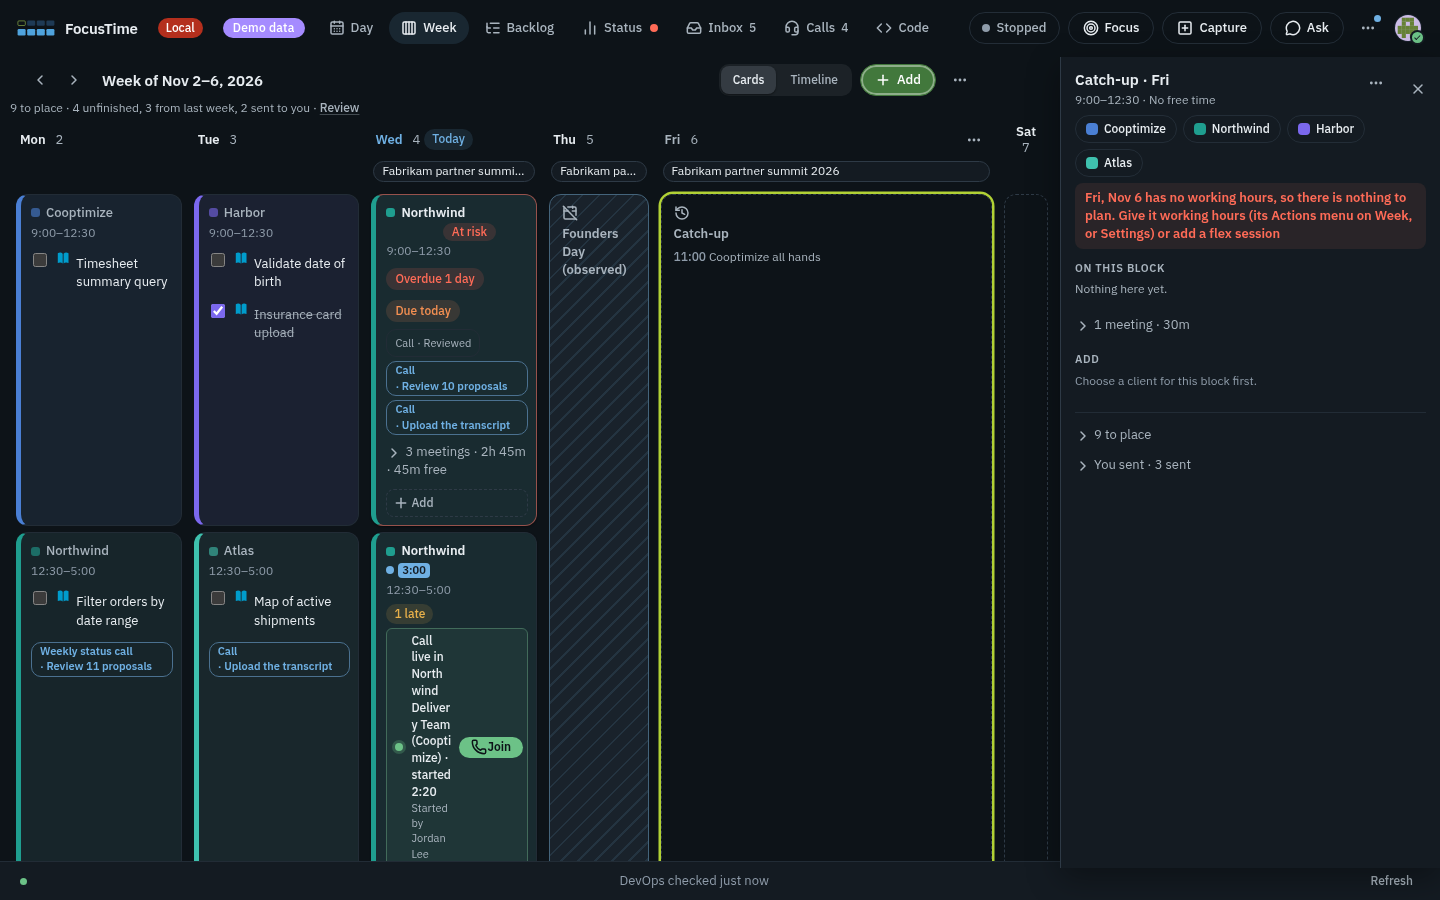 FocusTime
Local
Demo data
Day
Week
Backlog
Status
Inbox 5
Calls 4
Code
Stopped
Focus
Capture
Ask
Week of Nov 2–6, 2026
Cards
Timeline
Add
9 to place · 4 unfinished, 3 from last week, 2 sent to you · Review
Mon 2
Tue 3
Wed 4 Today
Thu 5
Fri 6
Sat
7
Fabrikam partner summi...
Fabrikam pa...
Fabrikam partner summit 2026
Cooptimize
9:00–12:30
Timesheet
summary query
Northwind
12:30–5:00
Filter orders by
date range
Weekly status call
· Review 11 proposals
Harbor
9:00–12:30
Validate date of
birth
Insurance card
upload
Atlas
12:30–5:00
Map of active
shipments
Call
· Upload the transcript
Northwind
At risk
9:00–12:30
Overdue 1 day
Due today
Call · Reviewed
Call
· Review 10 proposals
Call
· Upload the transcript
3 meetings · 2h 45m
· 45m free
Add
Northwind
3:00
12:30–5:00
1 late
Call
live in
North
wind
Deliver
y Team
(Coopti
mize) ·
started
2:20
Started
by
Jordan
Lee
Join
Founders
Day
(observed)
Catch-up
11:00 Cooptimize all hands
Catch-up · Fri
9:00–12:30 · No free time
Cooptimize
Northwind
Harbor
Atlas
Fri, Nov 6 has no working hours, so there is nothing to
plan. Give it working hours (its Actions menu on Week,
or Settings) or add a flex session
ON THIS BLOCK
Nothing here yet.
1 meeting · 30m
ADD
Choose a client for this block first.
9 to place
You sent · 3 sent
DevOps checked just now
Refresh